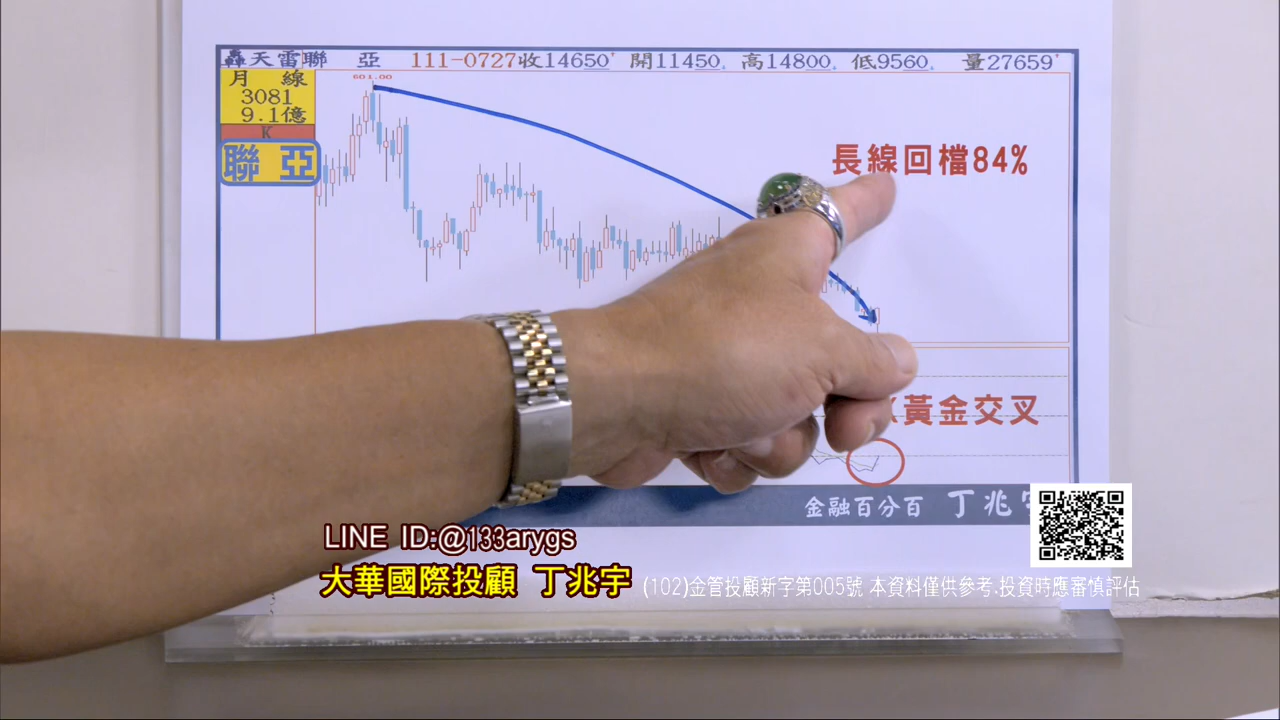 轟天雷聯 亞 111-0727收14650' 開11450. 高14800. 低9560. 量27659'
月 線
3081
9.1億
K
聯 亞
601.00
長線回檔84%
黃金交叉
金融百分百 丁兆宇
LINE ID:@133arygs
大華國際投顧 丁兆宇 (102)金管投顧新字第005號 本資料僅供參考.投資時應審慎評估